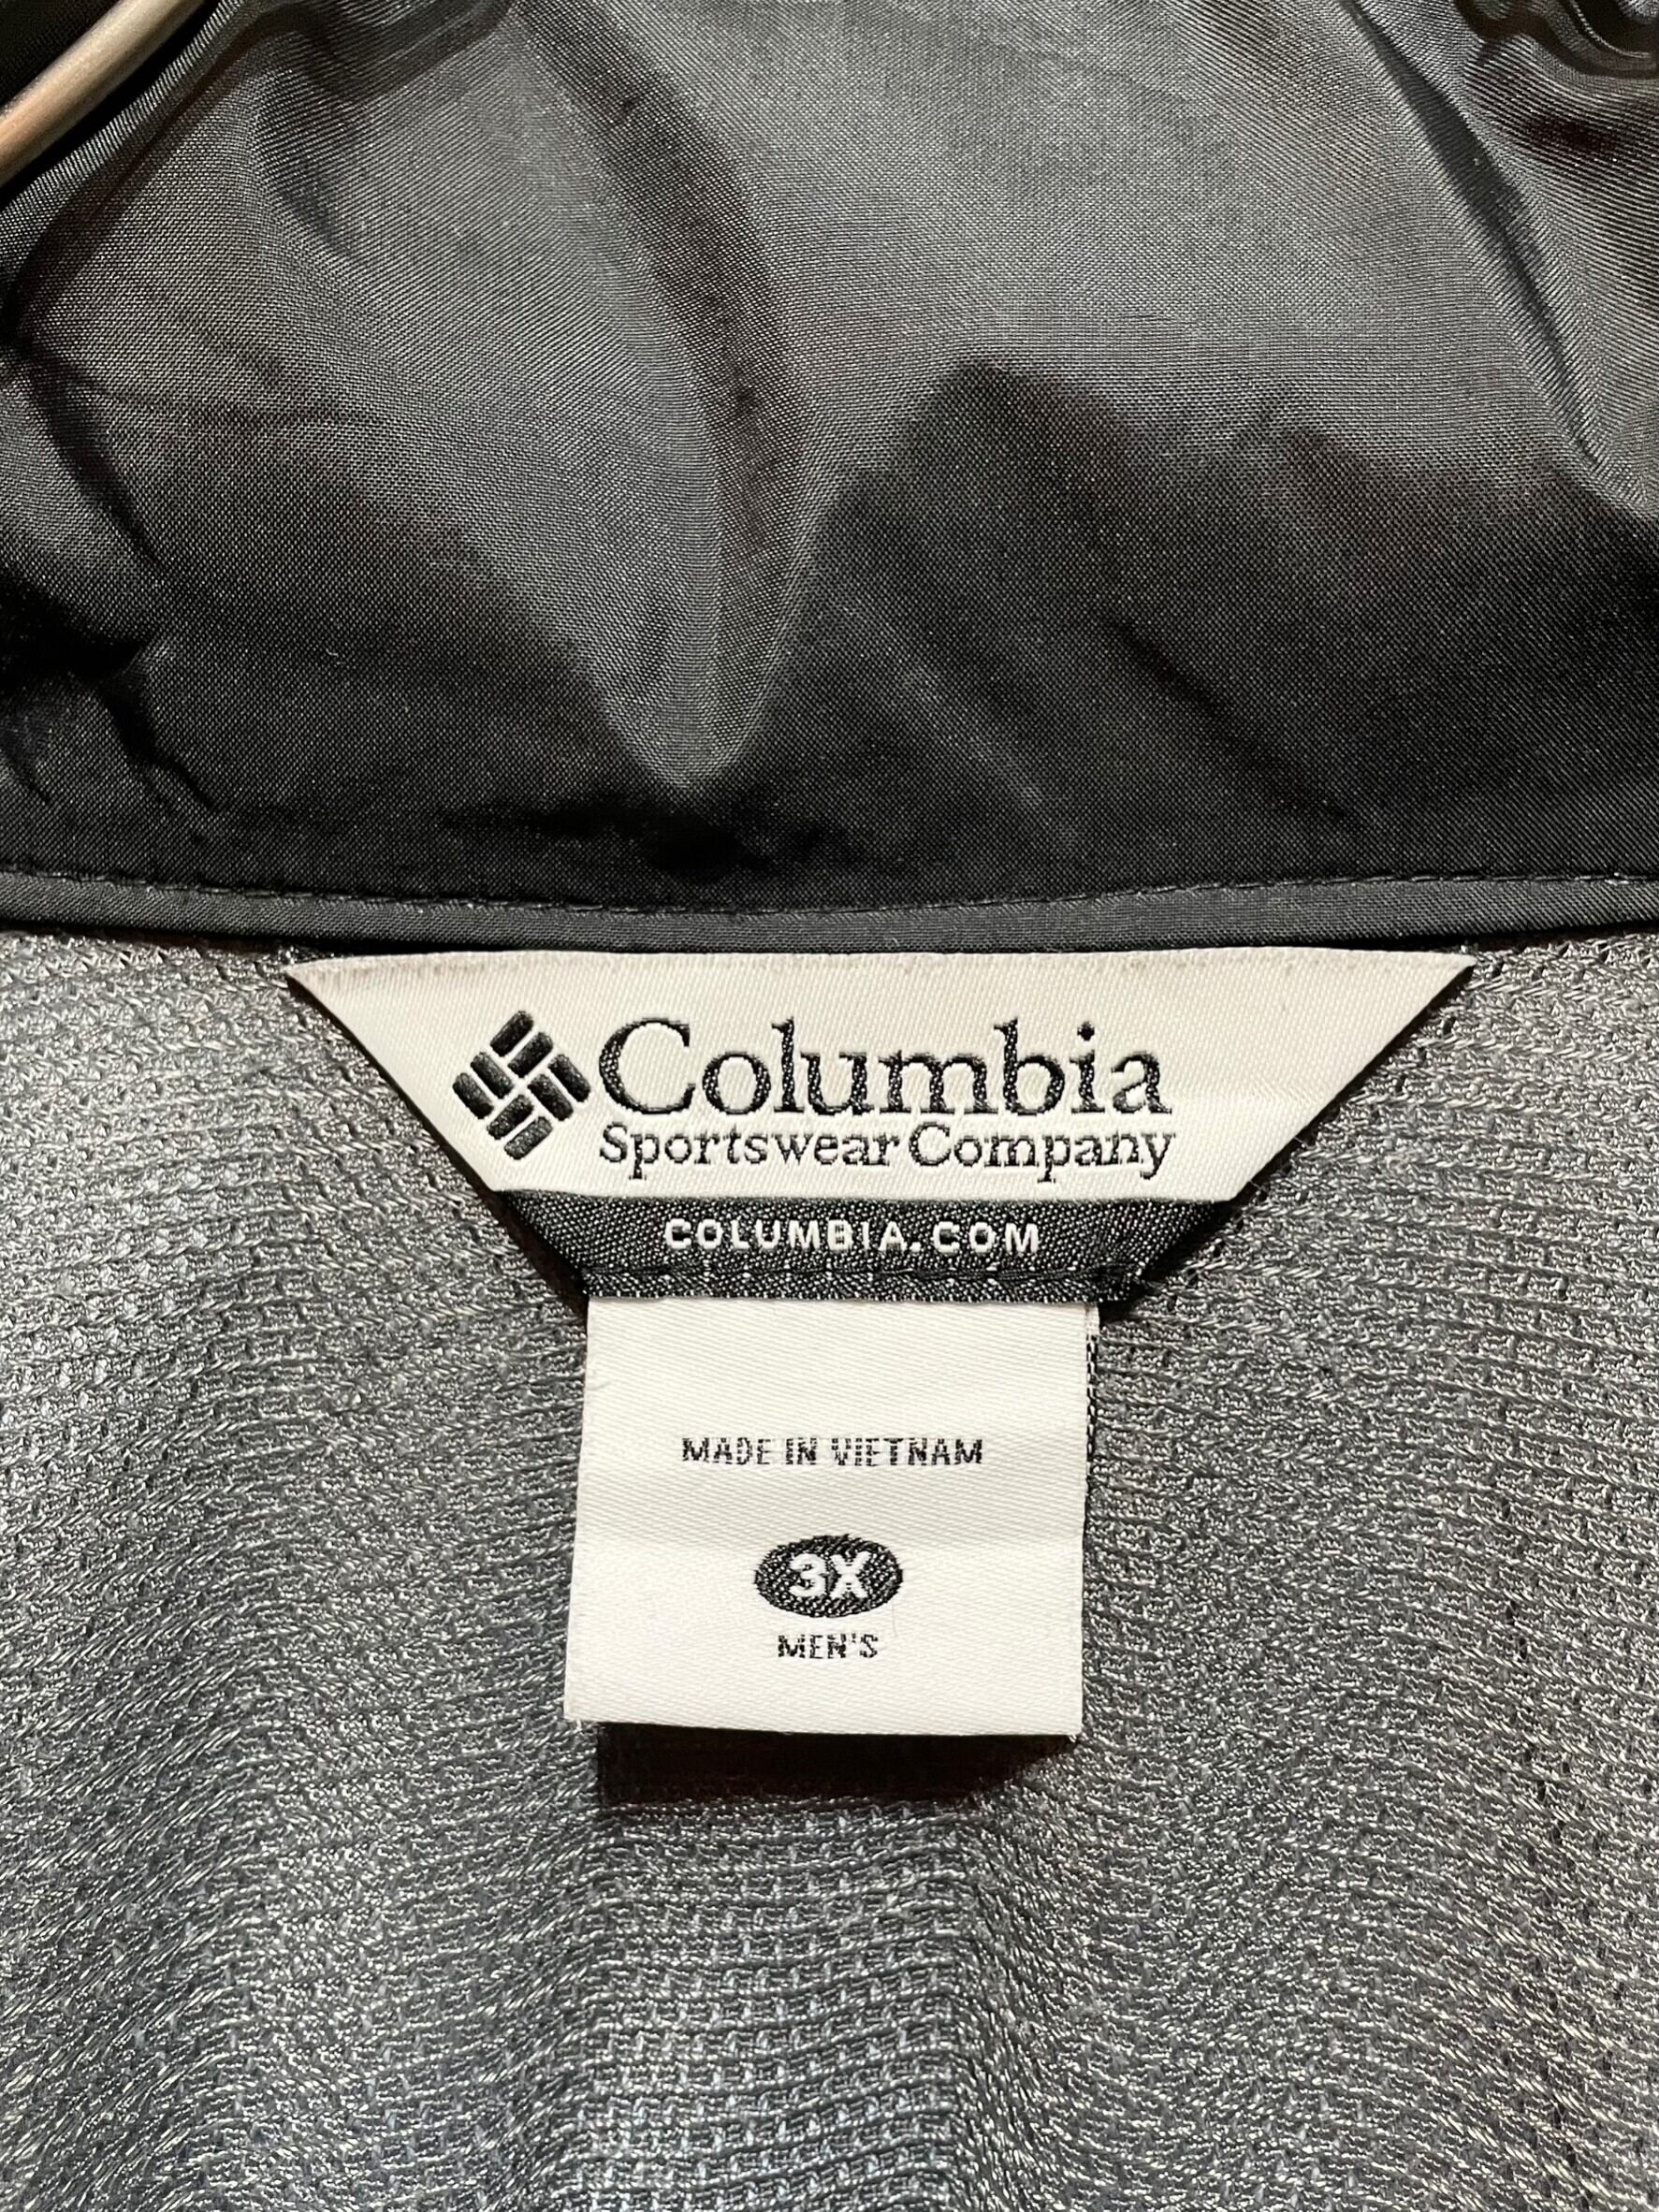 Columbia
Sportswear Company
COLUMBIA.COM
MADE IN VIETNAM
3X
MEN'S